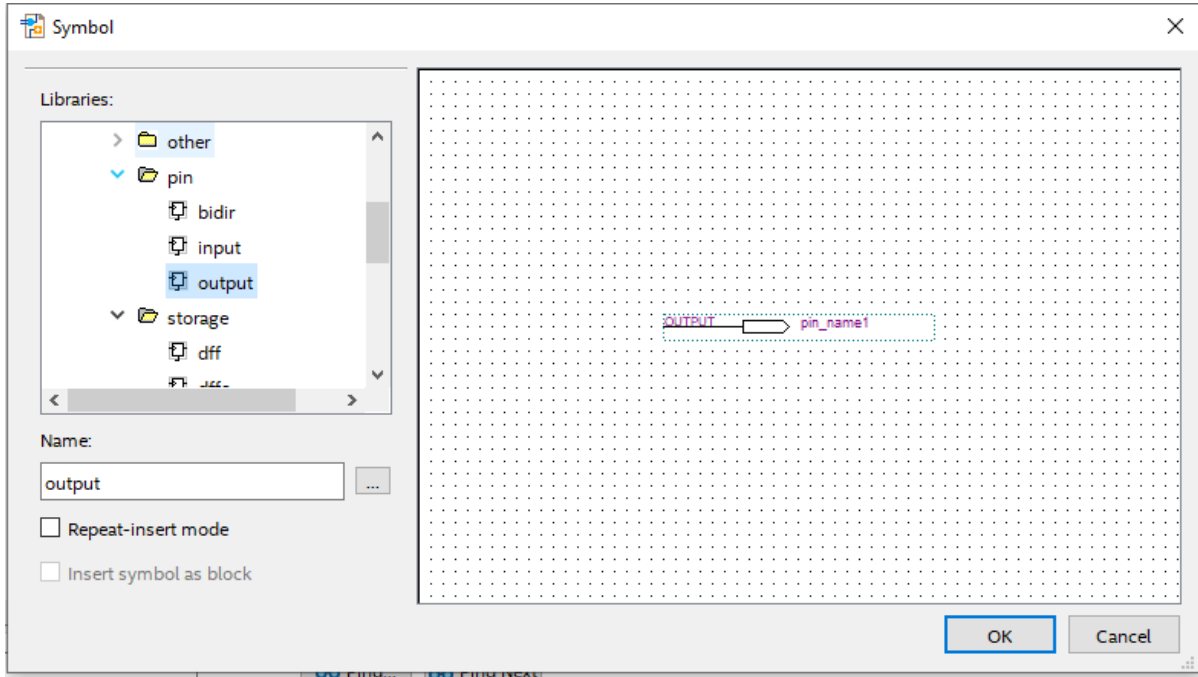 Symbol
Libraries:
other
pin
bidir
input
output
storage
dff
Name:
output
...
Repeat-insert mode
Insert symbol as block
OUTPUT
pin_name1
OK
Cancel